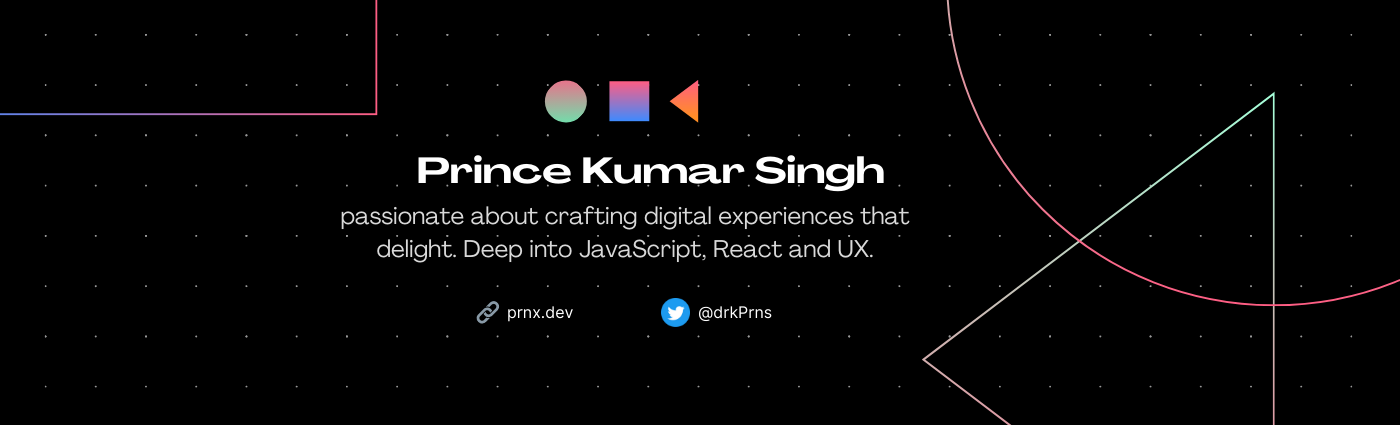 Prince Kumar Singh
passionate about crafting digital experiences that
delight. Deep into JavaScript, React and UX.
prnx.dev
@drkPrns